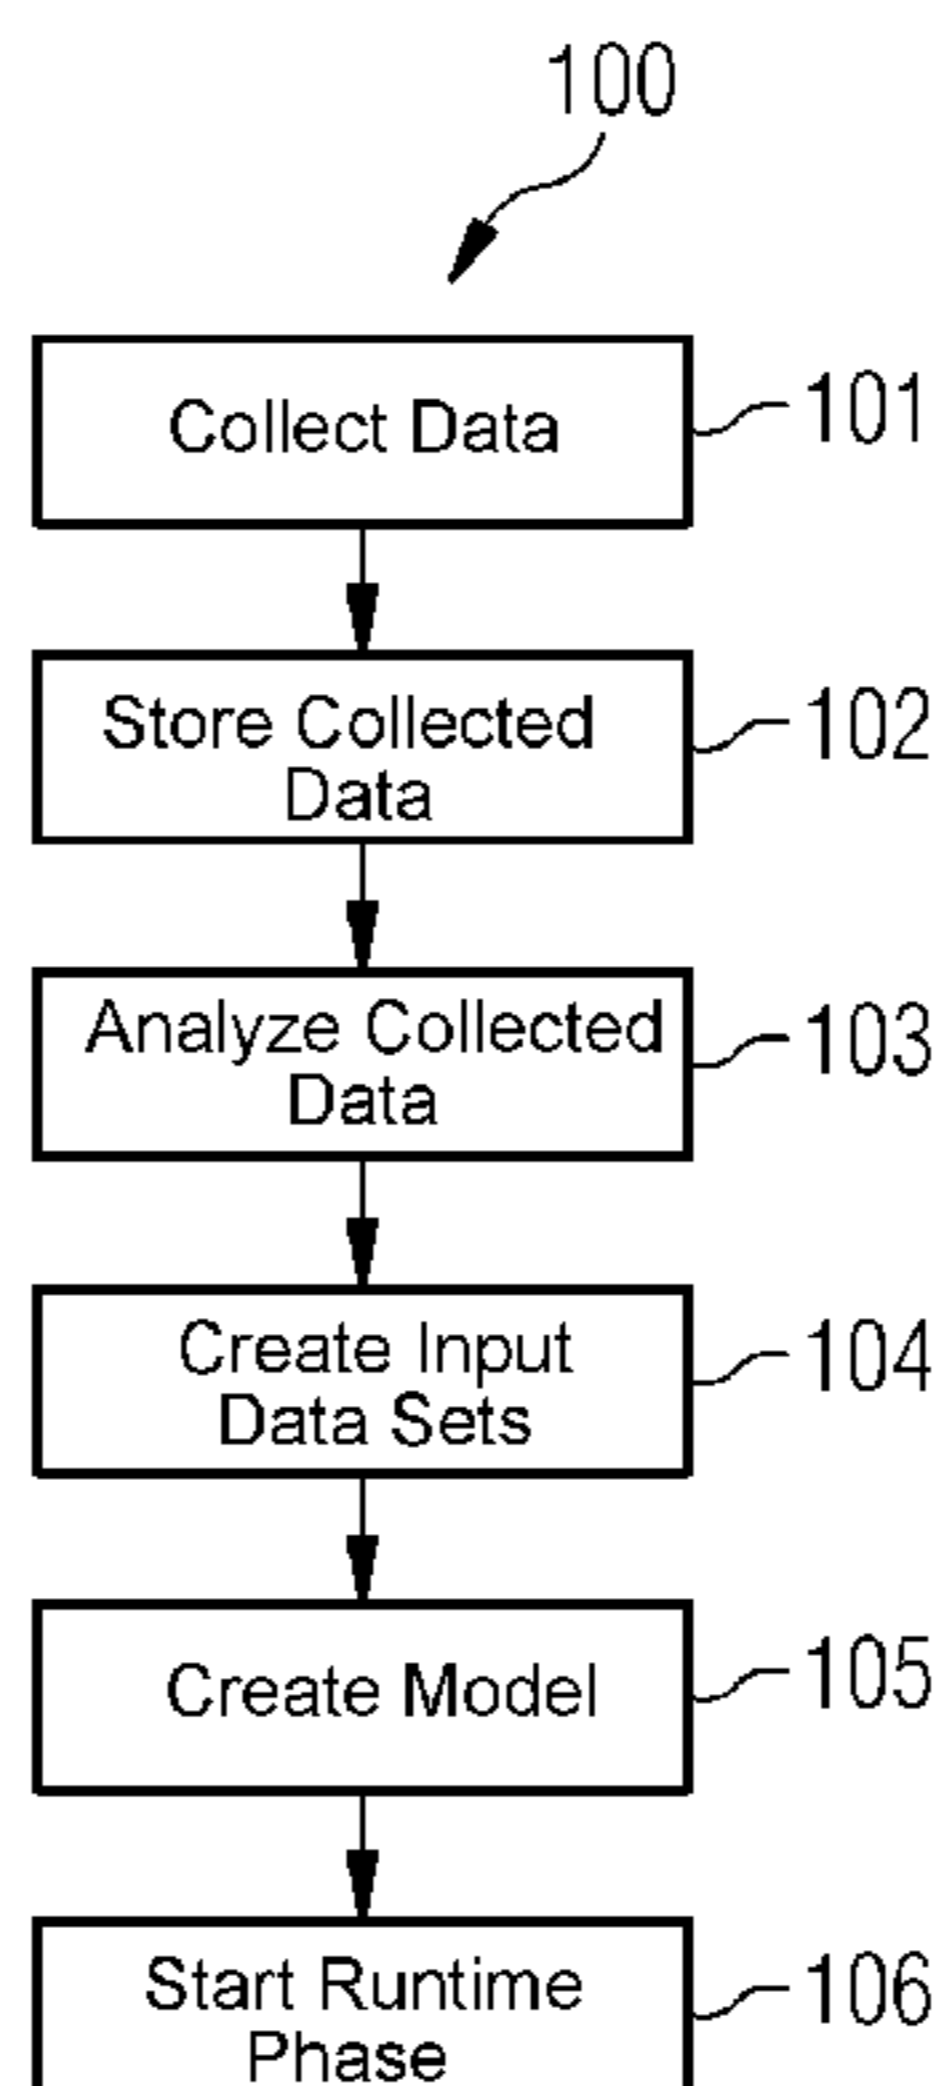 100
Collect Data
101
Store Collected
Data
102
Analyze Collected
Data
103
Create Input
Data Sets
104
Create Model
105
Start Runtime
Phase
106